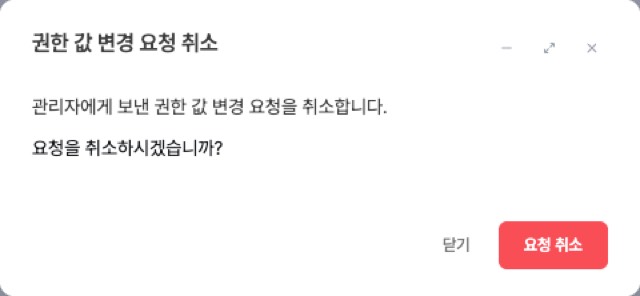 권한 값 변경 요청 취소
관리자에게 보낸 권한 값 변경 요청을 취소합니다.
요청을 취소하시겠습니까?
닫기
요청 취소